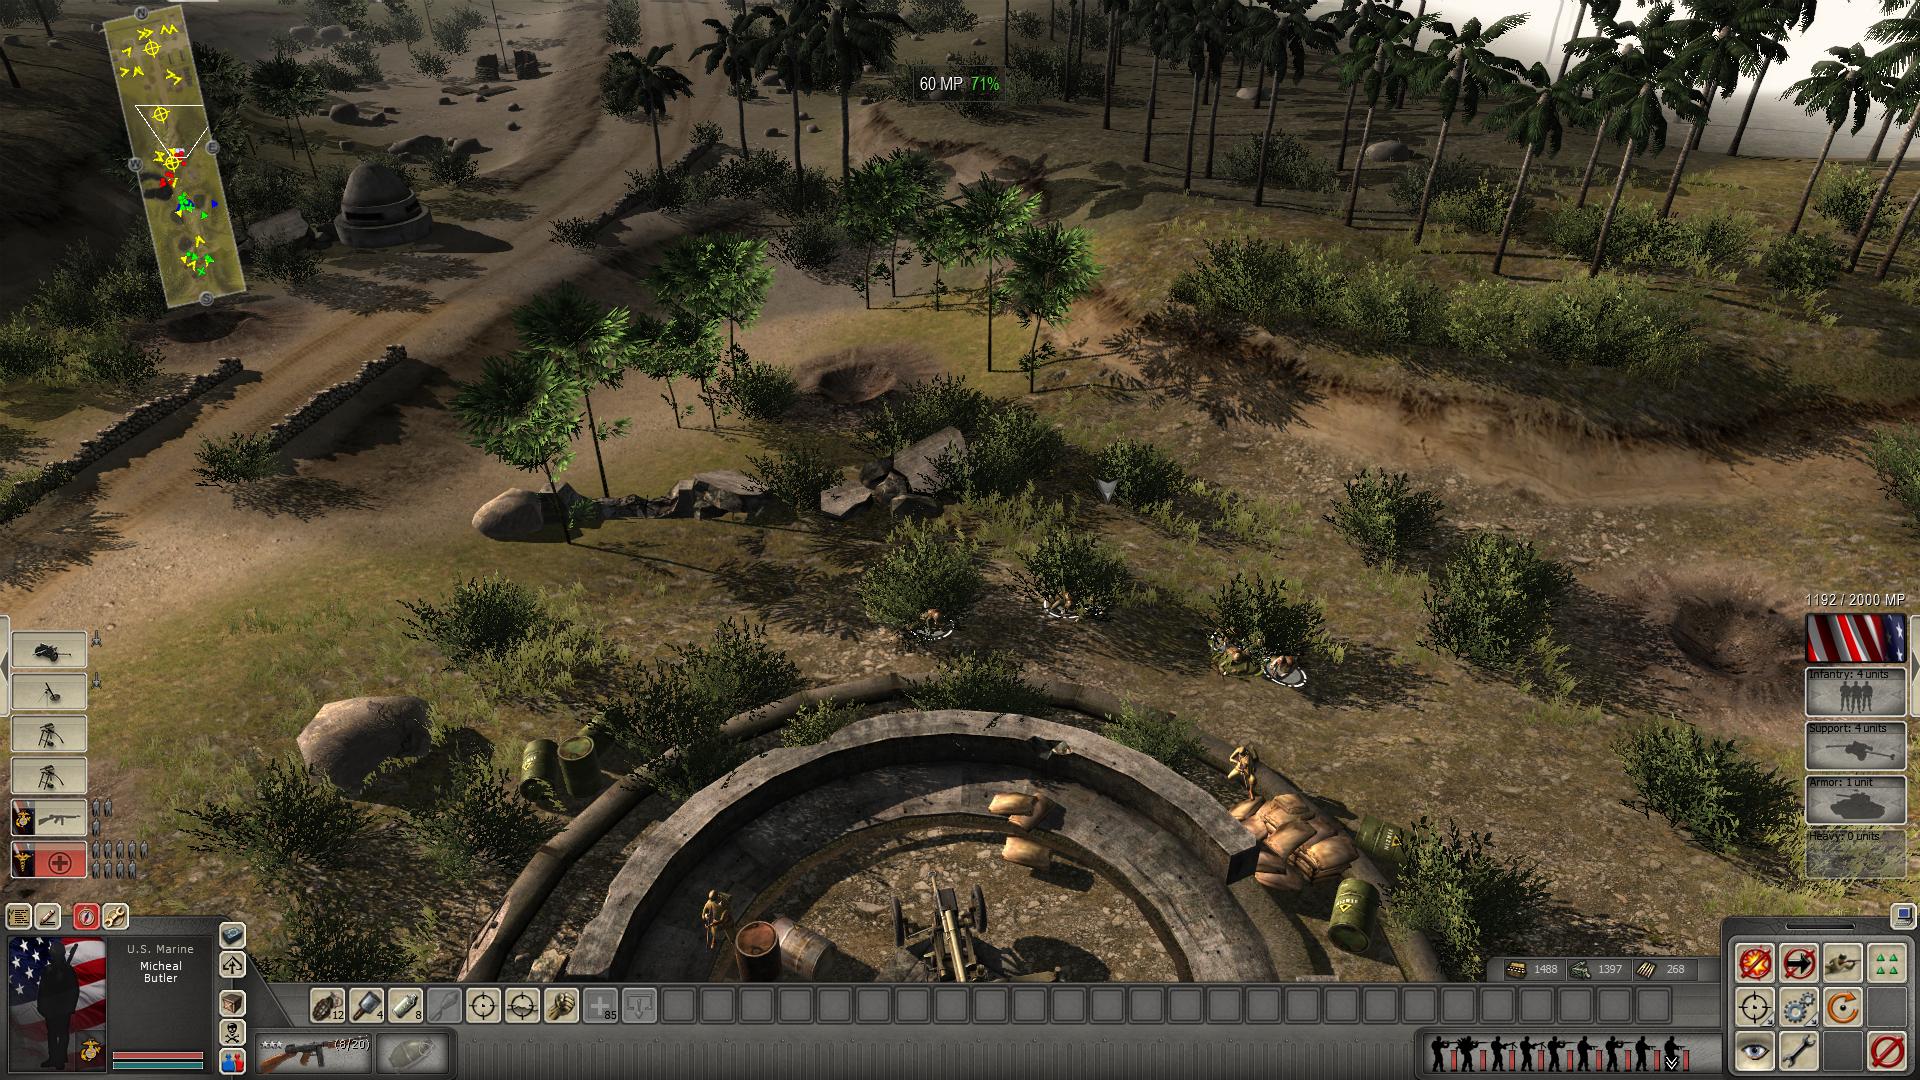 N
60 MP 71%
E
W
S
1192 / 2000 MP
Infantry: 4 units
Support: 4 units
Armor: 1 unit
Heavy: 0 units
U.S. Marine
Micheal
Butler
1488
1397
268
12
4
8
85
(8/20)